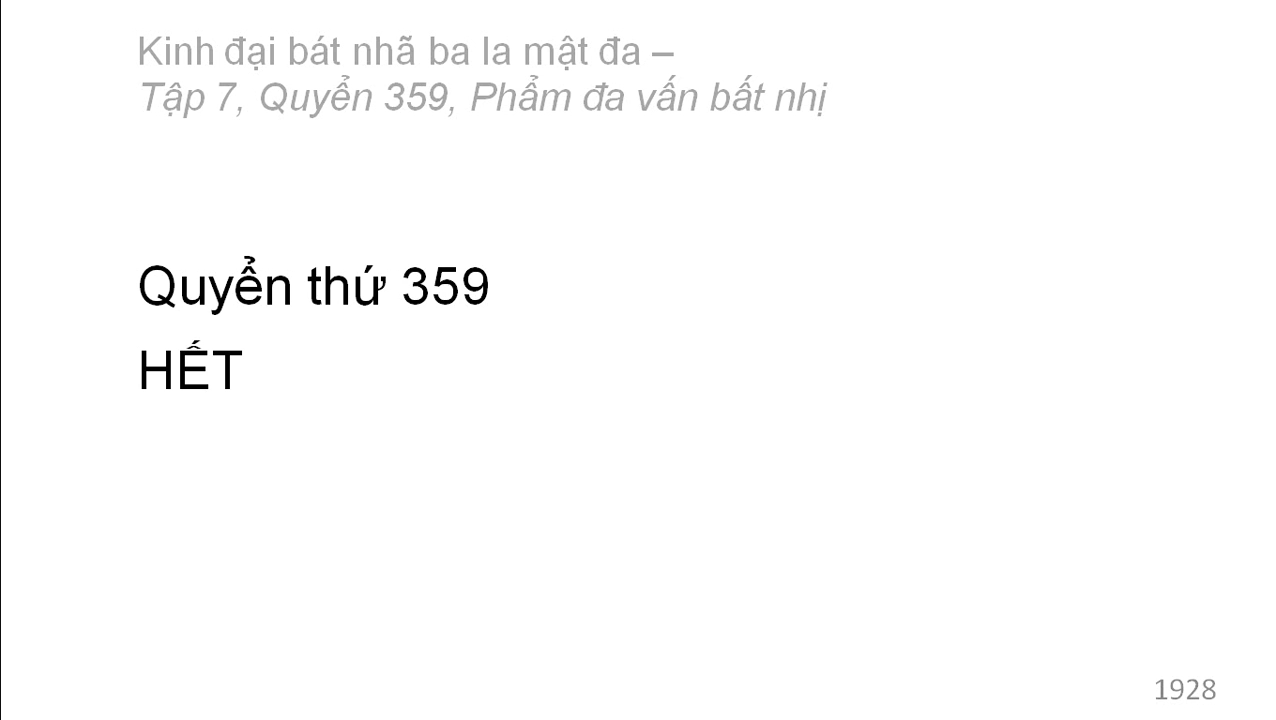 Kinh đại bát nhã ba la mật đa –
Tập 7, Quyển 359, Phẩm đa vấn bất nhị
Quyển thứ 359
HẾT
1928